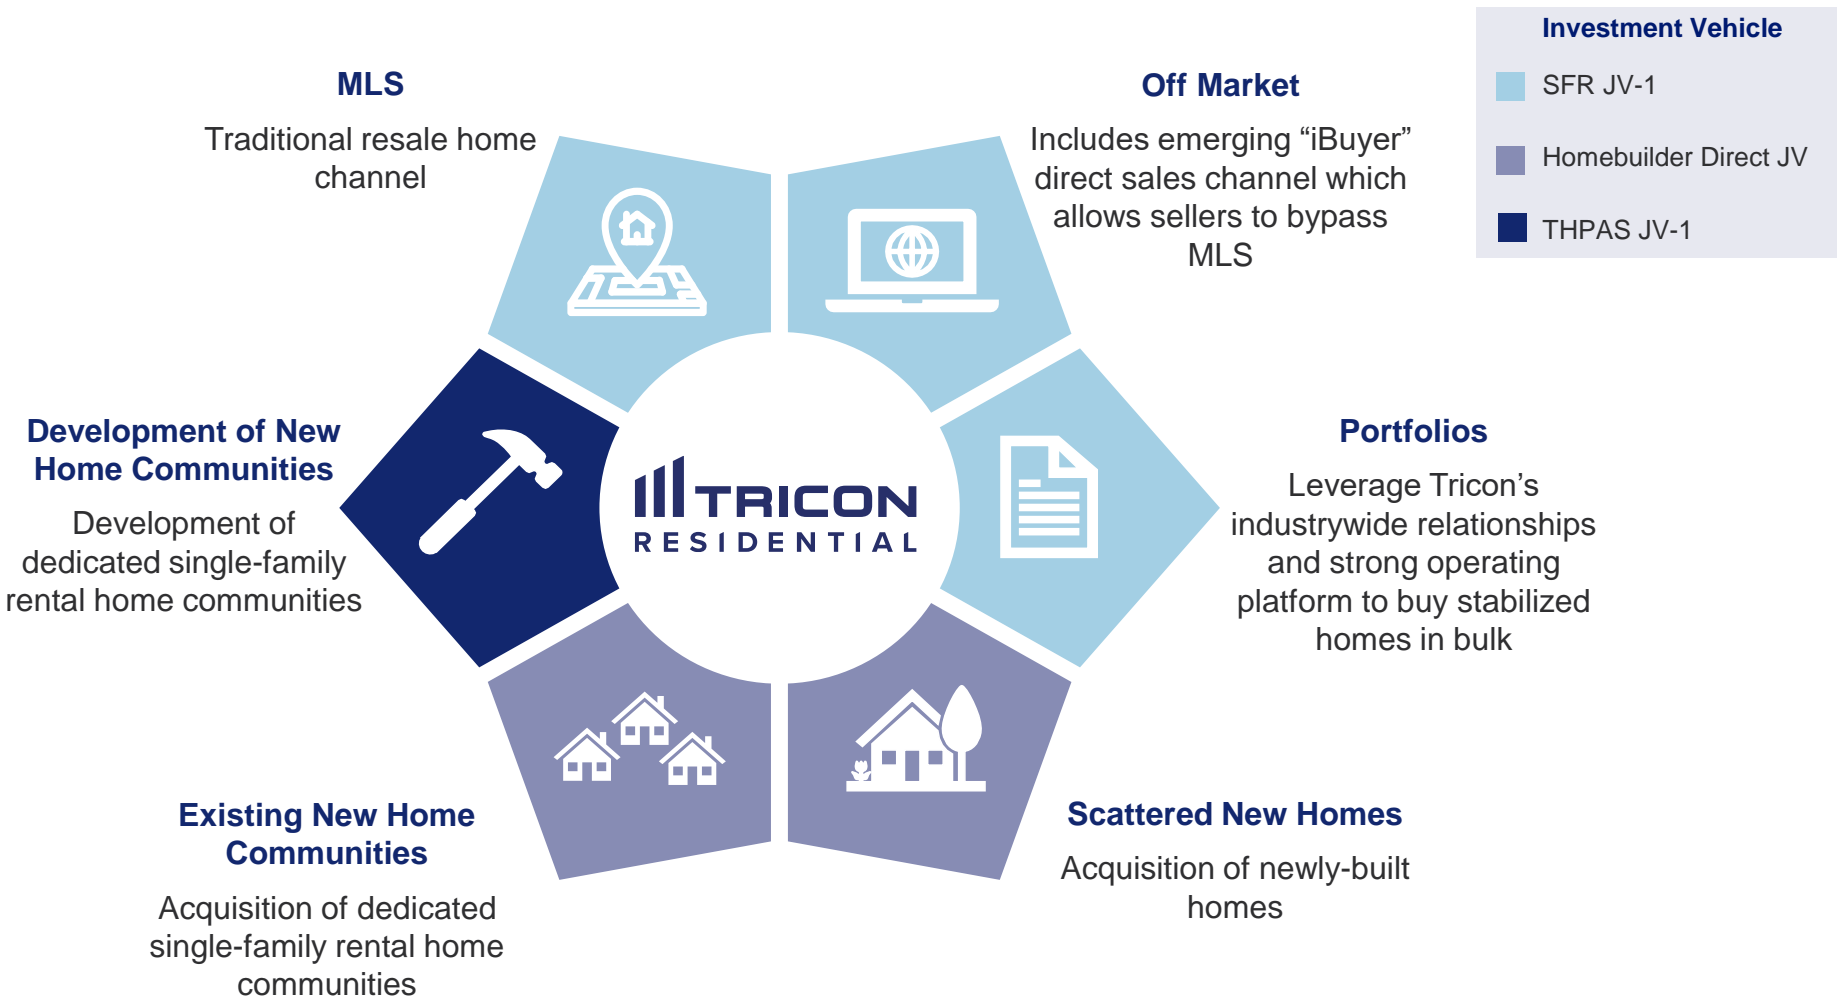 Investment Vehicle
SFR JV-1
Homebuilder Direct JV
THPAS JV-1
MLS
Traditional resale home
channel
Off Market
Includes emerging “iBuyer”
direct sales channel which
allows sellers to bypass
MLS
Development of New
Home Communities
Development of
dedicated single-family
rental home communities
TRICON
RESIDENTIAL
Portfolios
Leverage Tricon’s
industrywide relationships
and strong operating
platform to buy stabilized
homes in bulk
Existing New Home
Communities
Acquisition of dedicated
single-family rental home
communities
Scattered New Homes
Acquisition of newly-built
homes